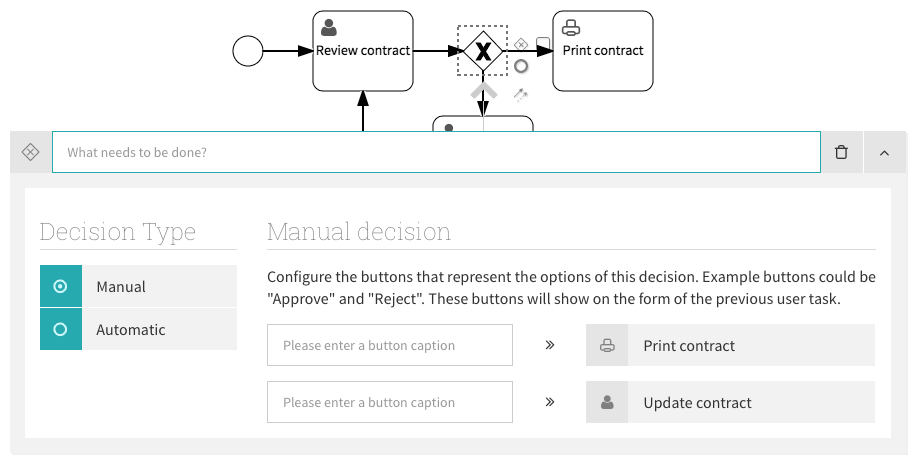 Review contract
Print contract
What needs to be done?
Decision Type
Manual
Automatic
Manual decision
Configure the buttons that represent the options of this decision. Example buttons could be
"Approve" and "Reject". These buttons will show on the form of the previous user task.
Please enter a button caption
Print contract
Please enter a button caption
Update contract